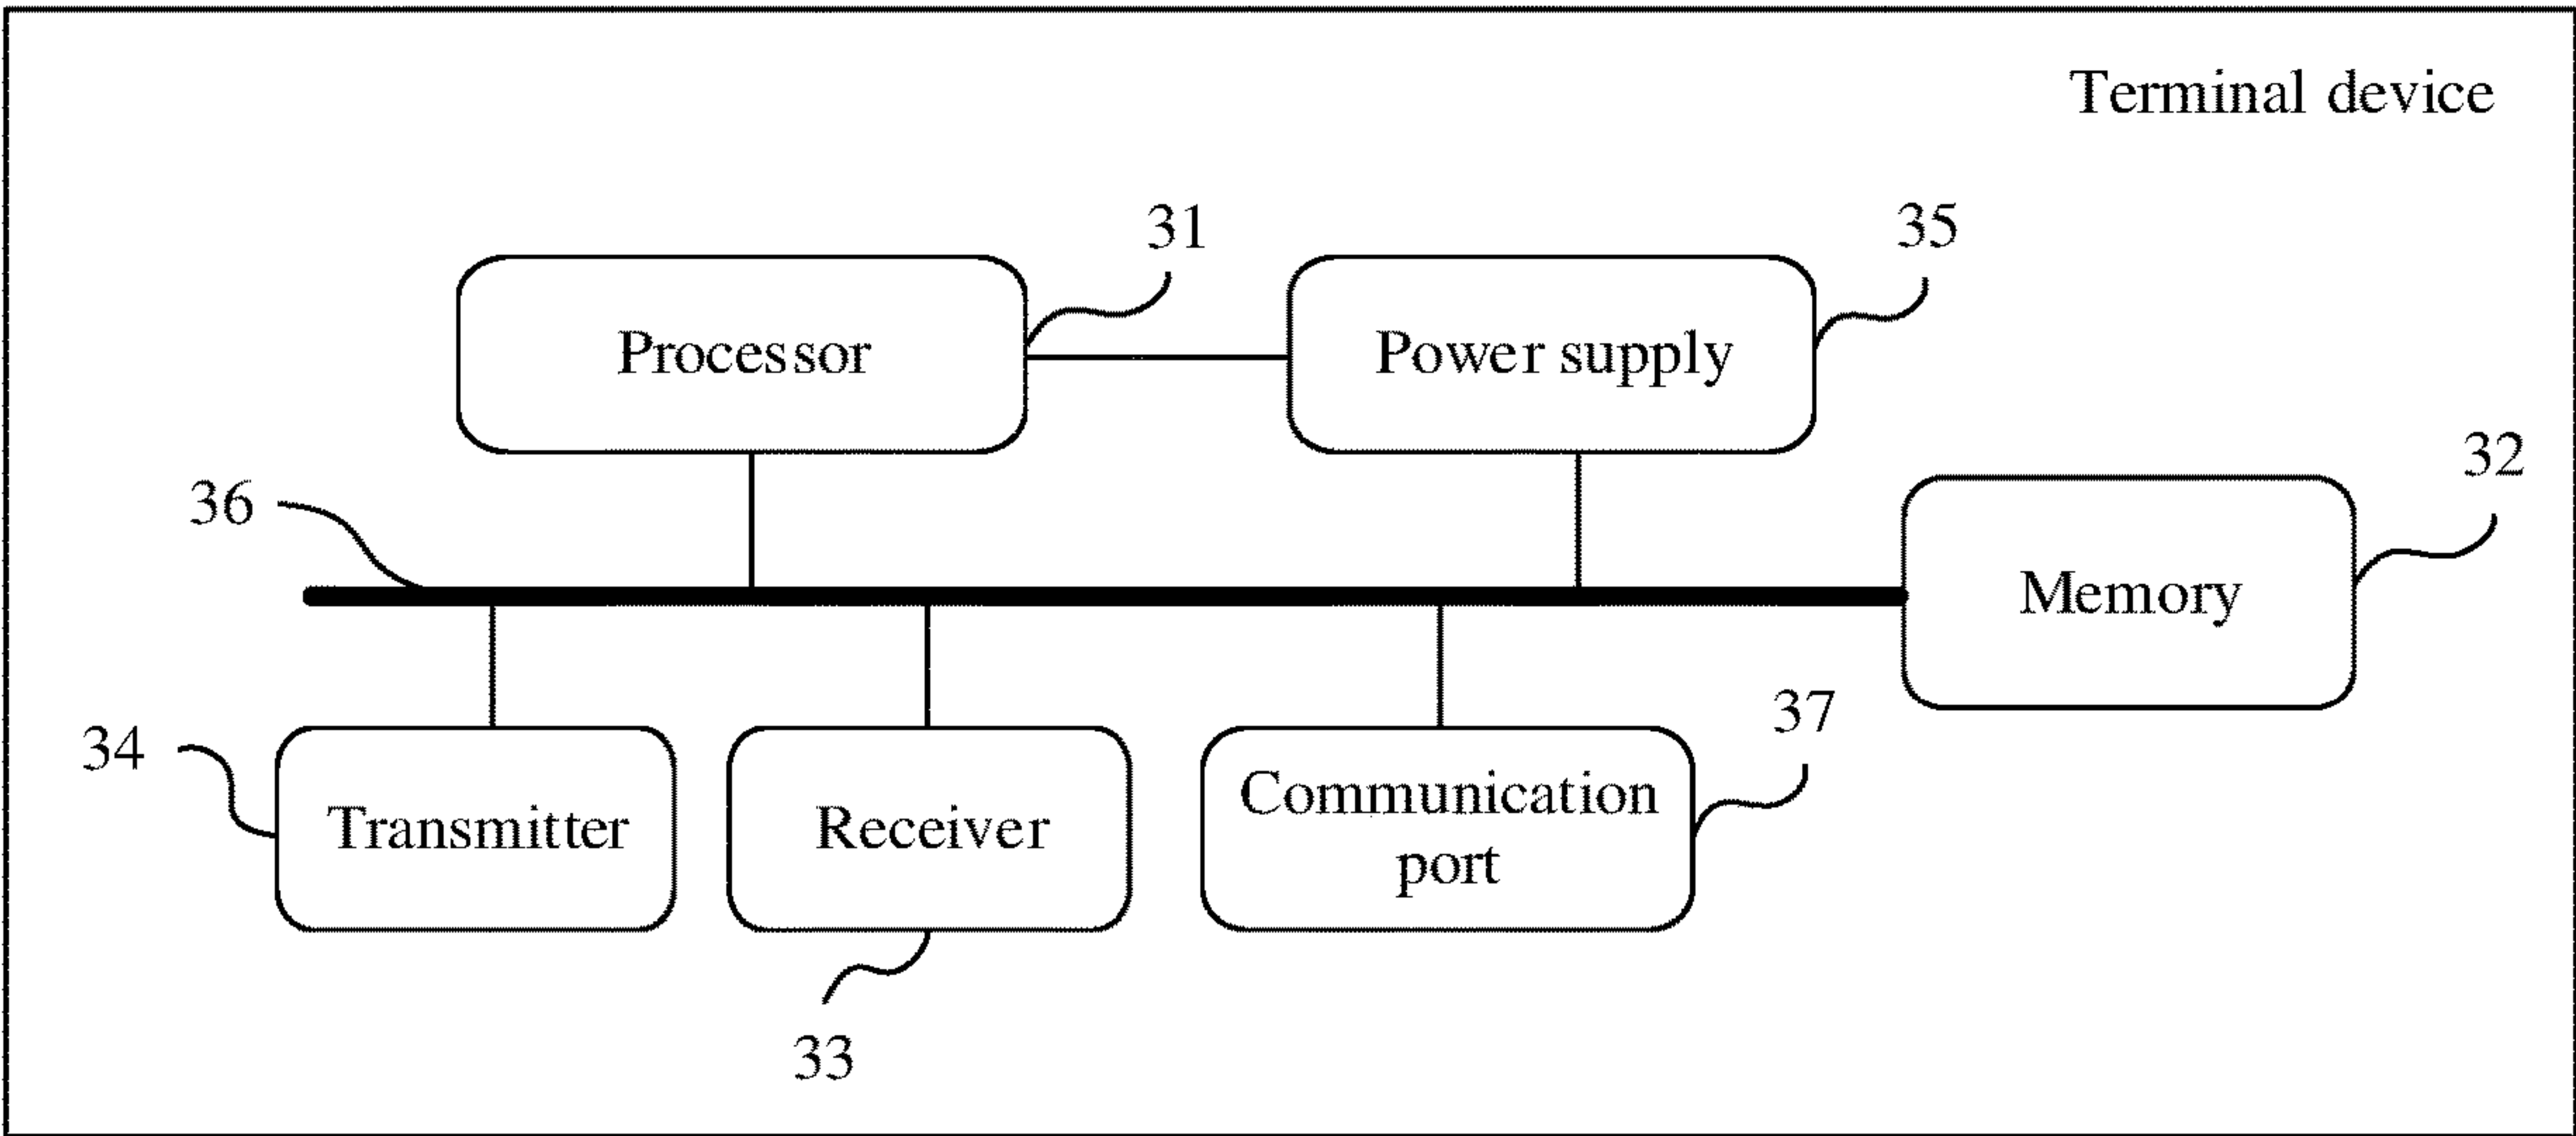 Terminal device
31
35
Processor
Power supply
32
36
Memory
37
34
Transmitter
Receiver
Communication
port
33